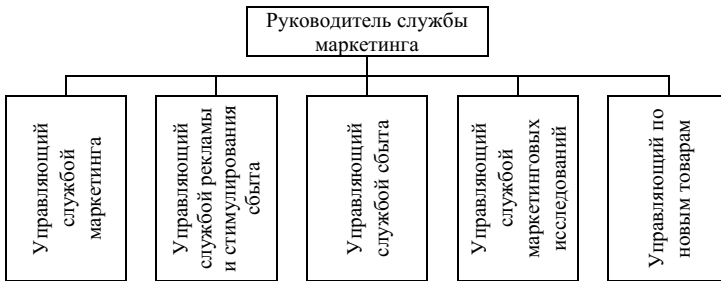 Руководитель службы
маркетинга
Управляющий
службой
маркетинга
Управляющий
службой рекламы
и стимулирования
сбыта
Управляющий
службой сбыта
Управляющий
службой
маркетинговых
исследований
Управляющий по
новым товарам